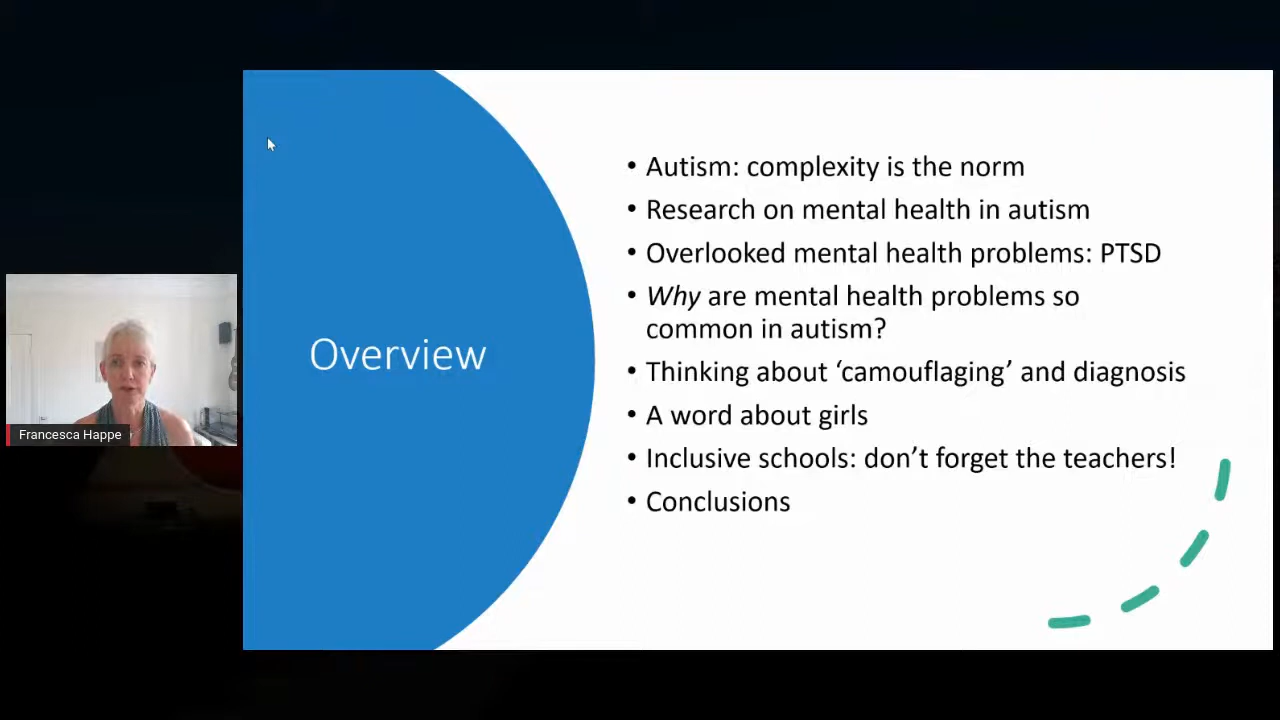 Overview
• Autism: complexity is the norm
• Research on mental health in autism
• Overlooked mental health problems: PTSD
• Why are mental health problems so
common in autism?
• Thinking about ‘camouflaging’ and diagnosis
• A word about girls
• Inclusive schools: don’t forget the teachers!
• Conclusions
Francesca Happe